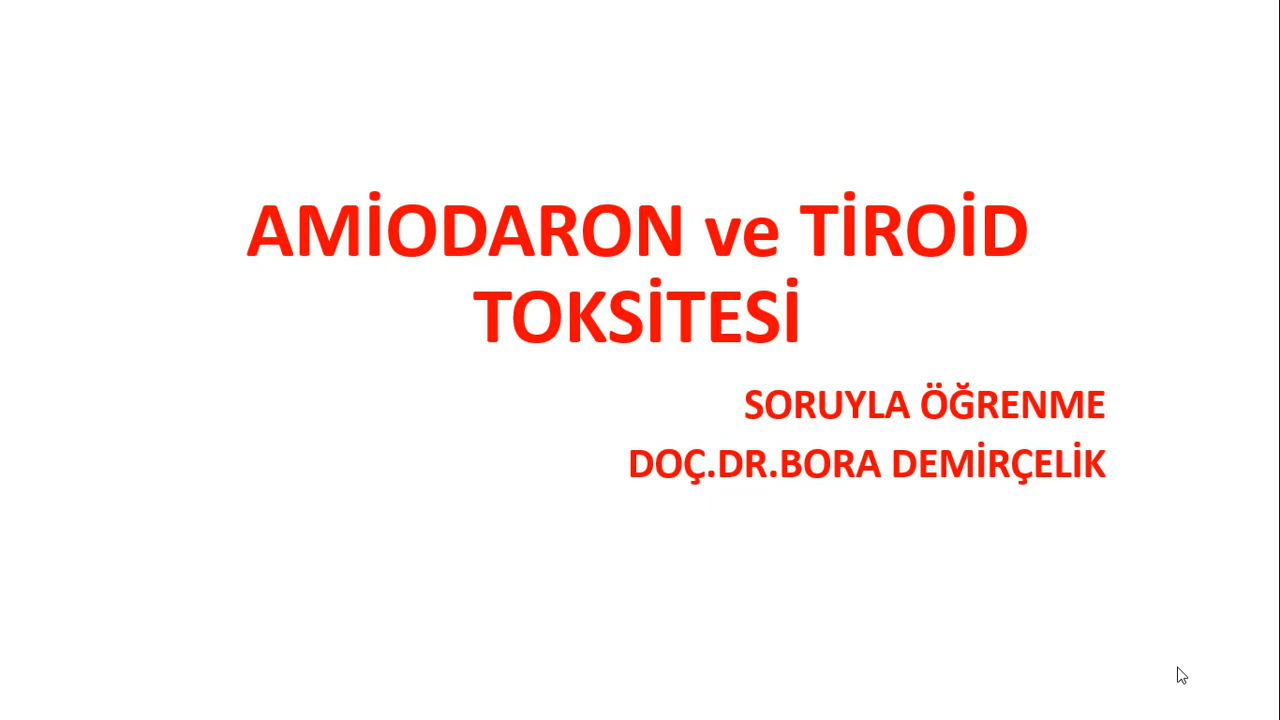 AMİODARON ve TİROİD
TOKSİTESİ
SORUYLA ÖĞRENME
DOÇ.DR.BORA DEMİRÇELİK